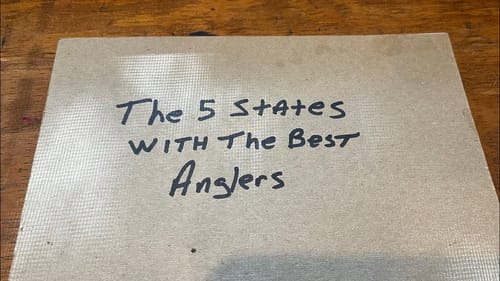 The 5 StAtes
WITH The BesT
Anglers